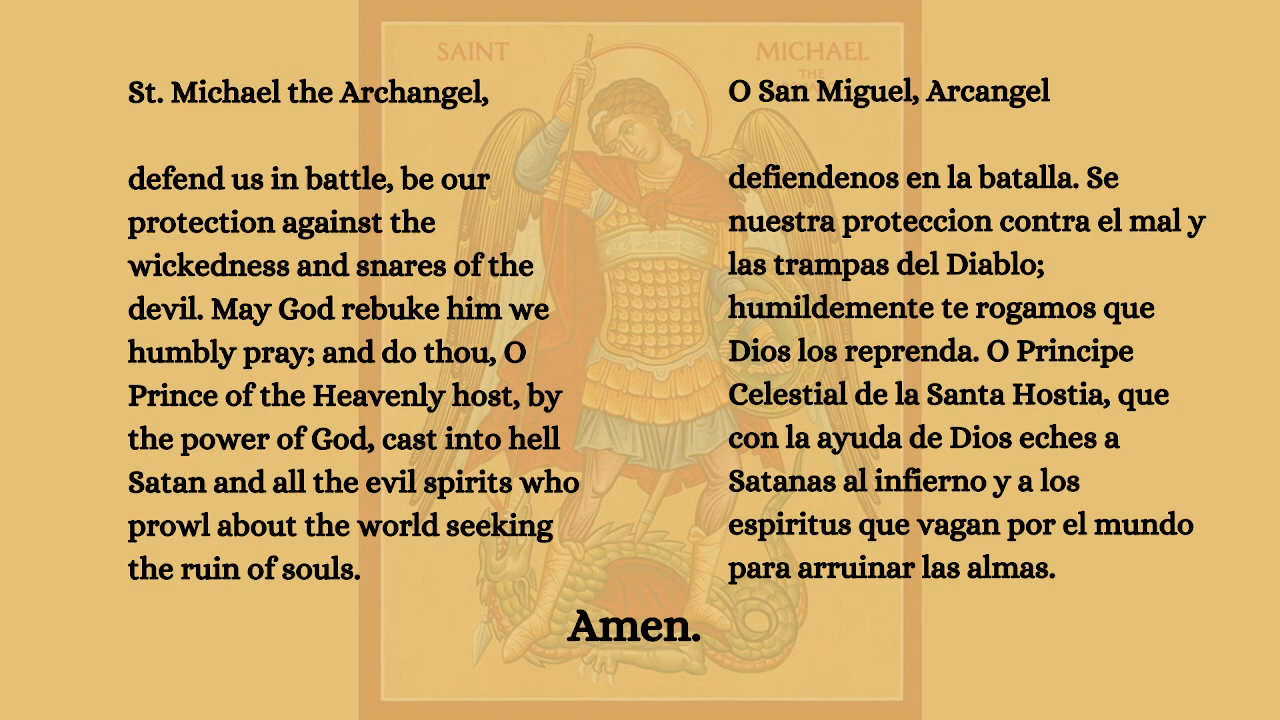 SAINT
MICHAEL
THE
St. Michael the Archangel,
defend us in battle, be our
protection against the
wickedness and snares of the
devil. May God rebuke him we
humbly pray; and do thou, O
Prince of the Heavenly host, by
the power of God, cast into hell
Satan and all the evil spirits who
prowl about the world seeking
the ruin of souls.
O San Miguel, Arcangel
defiendenos en la batalla. Se
nuestra proteccion contra el mal y
las trampas del Diablo;
humildemente te rogamos que
Dios los reprenda. O Principe
Celestial de la Santa Hostia, que
con la ayuda de Dios eches a
Satanas al infierno y a los
espiritus que vagan por el mundo
para arruinar las almas.
Amen.